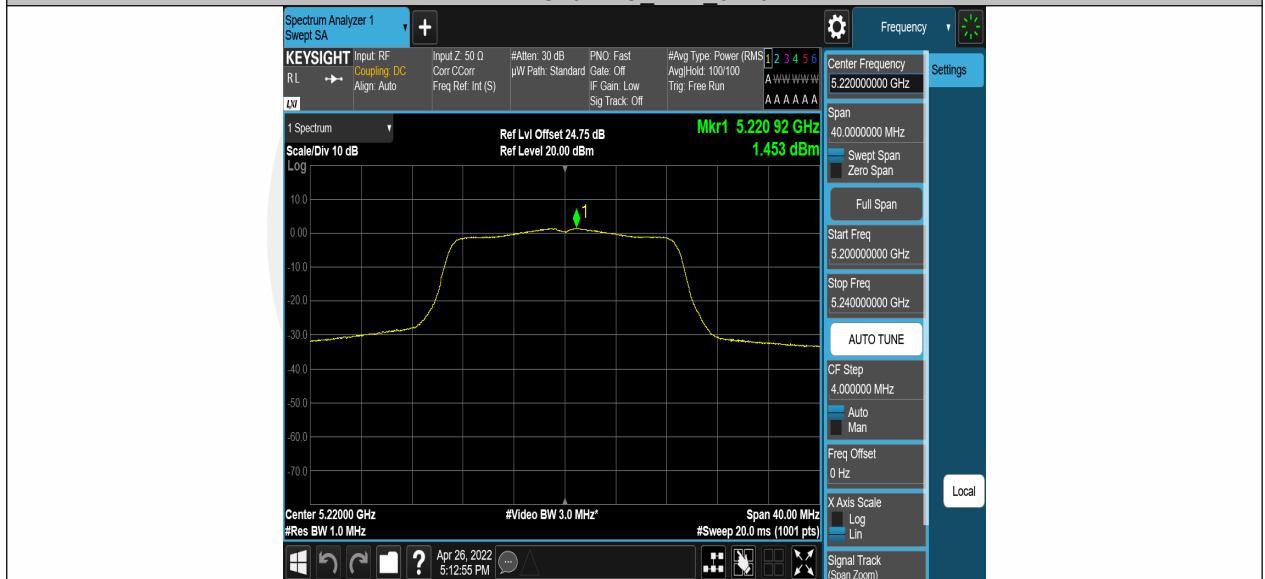 Spectrum Analyzer 1
Swept SA
+
Frequency
KEYSIGHT
RL
LXI
Input: RF
Coupling: DC
Align: Auto
Input Z: 50 Ω
Corr CCorr
Freq Ref: Int (S)
#Atten: 30 dB
µW Path: Standard
PNO: Fast
Gate: Off
IF Gain: Low
Sig Track: Off
#Avg Type: Power (RMS
Avg|Hold: 100/100
Trig: Free Run
1 2 3 4 5 6
A W W W W W
A A A A A A
1 Spectrum
Scale/Div 10 dB
Log
Ref Lvl Offset 24.75 dB
Ref Level 20.00 dBm
Mkr1 5.220 92 GHz
1.453 dBm
1
10.0
0.00
-10.0
-20.0
-30.0
-40.0
-50.0
-60.0
-70.0
Center 5.22000 GHz
#Res BW 1.0 MHz
#Video BW 3.0 MHz*
Span 40.00 MHz
#Sweep 20.0 ms (1001 pts)
?
Apr 26, 2022
5:12:55 PM
Center Frequency
5.220000000 GHz
Settings
Span
40.0000000 MHz
Swept Span
Zero Span
Full Span
Start Freq
5.200000000 GHz
Stop Freq
5.240000000 GHz
AUTO TUNE
CF Step
4.000000 MHz
Auto
Man
Freq Offset
0 Hz
Local
X Axis Scale
Log
Lin
Signal Track
(Span Zoom)